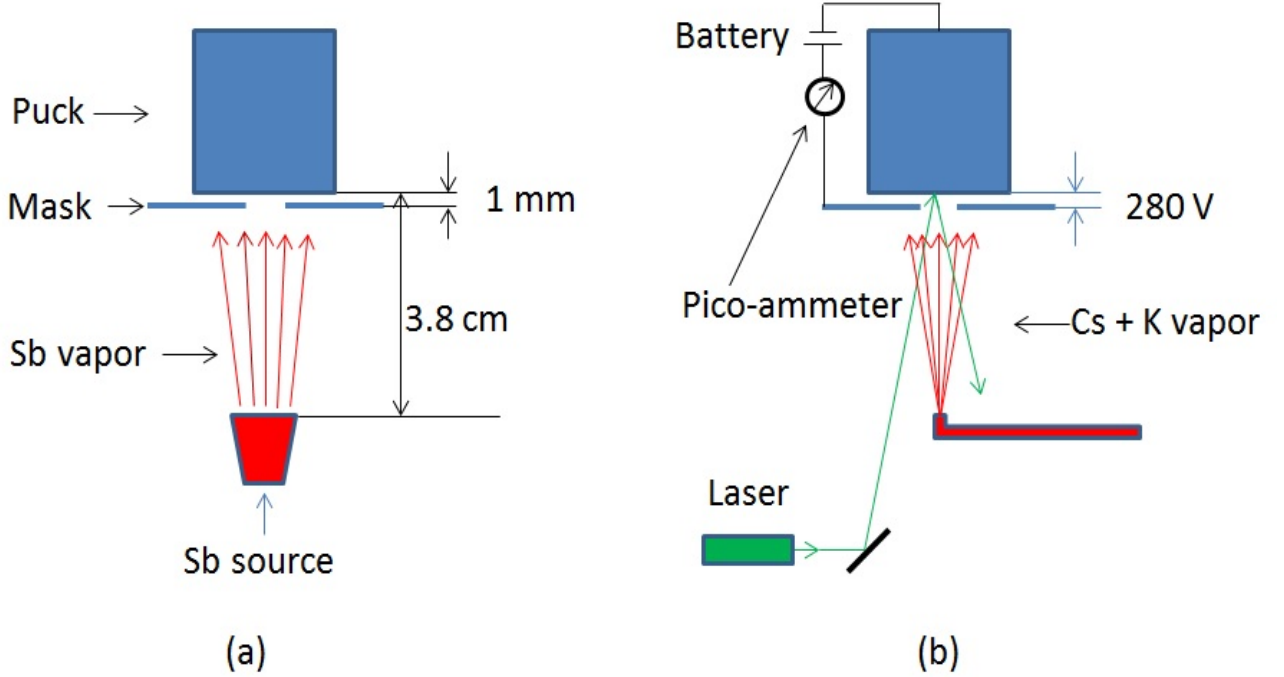 Puck
Mask
1 mm
3.8 cm
Sb vapor
Sb source
(a)
Battery
280 V
Pico-ammeter
Cs + K vapor
Laser
(b)